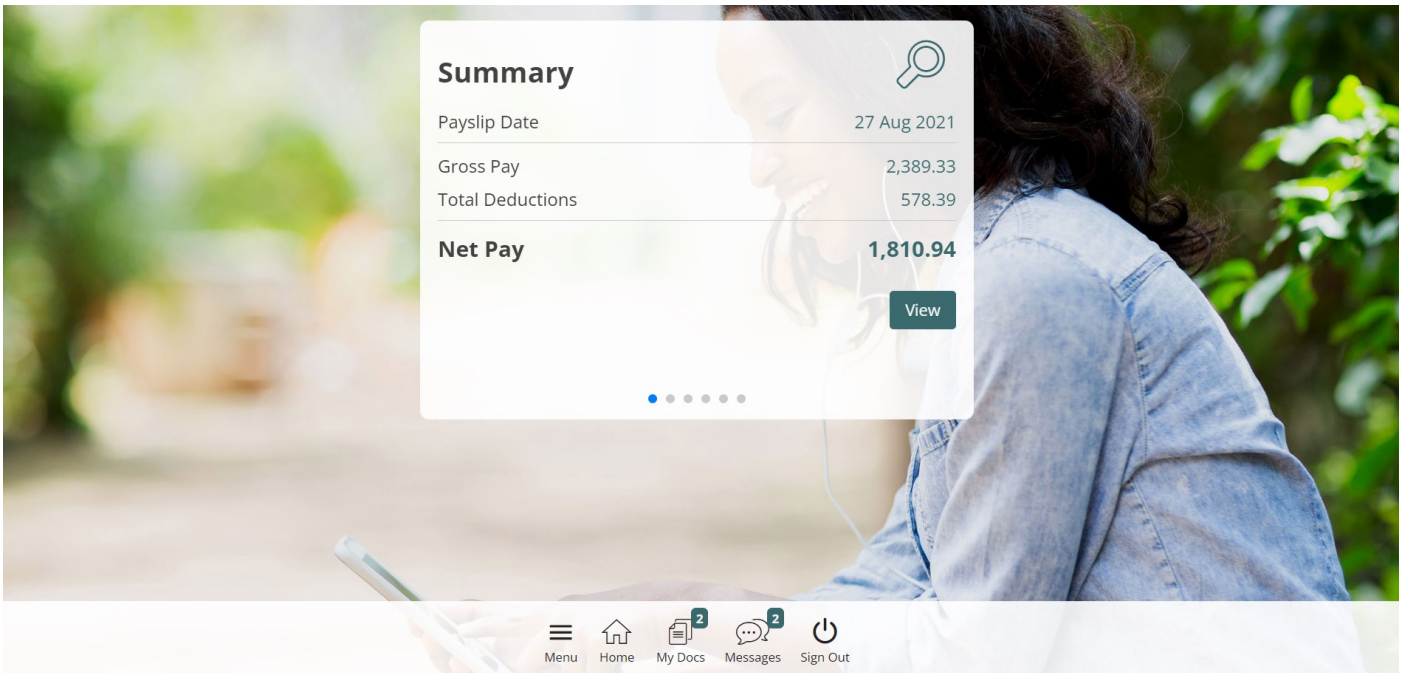 Summary
Payslip Date 27 Aug 2021
Gross Pay 2,389.33
Total Deductions 578.39
Net Pay 1,810.94
View
2 2
Menu Home My Docs Messages Sign Out